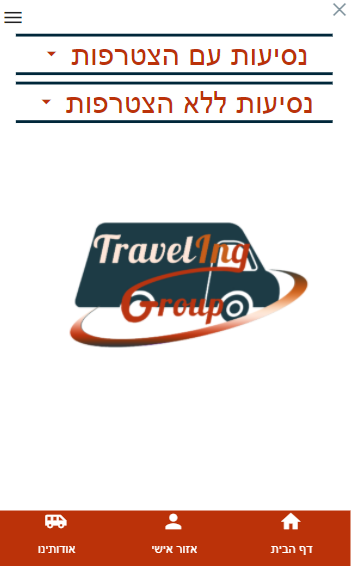 נסיעות עם הצטרפות
נסיעות ללא הצטרפות
TravelIng
Group
דף הבית
אזור אישי
אודותינו